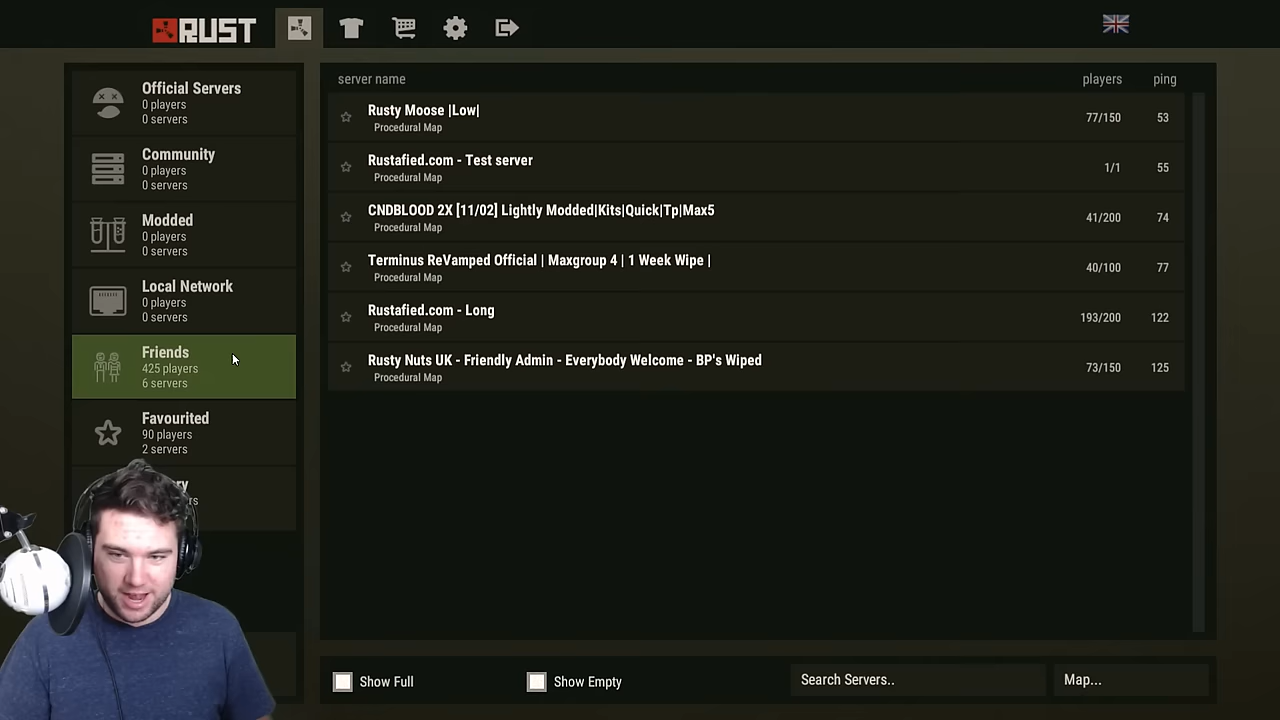 RUST
Official Servers
0 players
0 servers
Community
0 players
0 servers
Modded
0 players
0 servers
Local Network
0 players
0 servers
Friends
425 players
6 servers
Favourited
90 players
2 servers
server name players ping
Rusty Moose |Low| 77/150 53
Procedural Map
Rustafied.com - Test server 1/1 55
Procedural Map
CNDBLOOD 2X [11/02] Lightly Modded|Kits|Quick|Tp|Max5 41/200 74
Procedural Map
Terminus ReVamped Official | Maxgroup 4 | 1 Week Wipe | 40/100 77
Procedural Map
Rustafied.com - Long 193/200 122
Procedural Map
Rusty Nuts UK - Friendly Admin - Everybody Welcome - BP's Wiped 73/150 125
Procedural Map
Show Full Show Empty Search Servers.. Map...